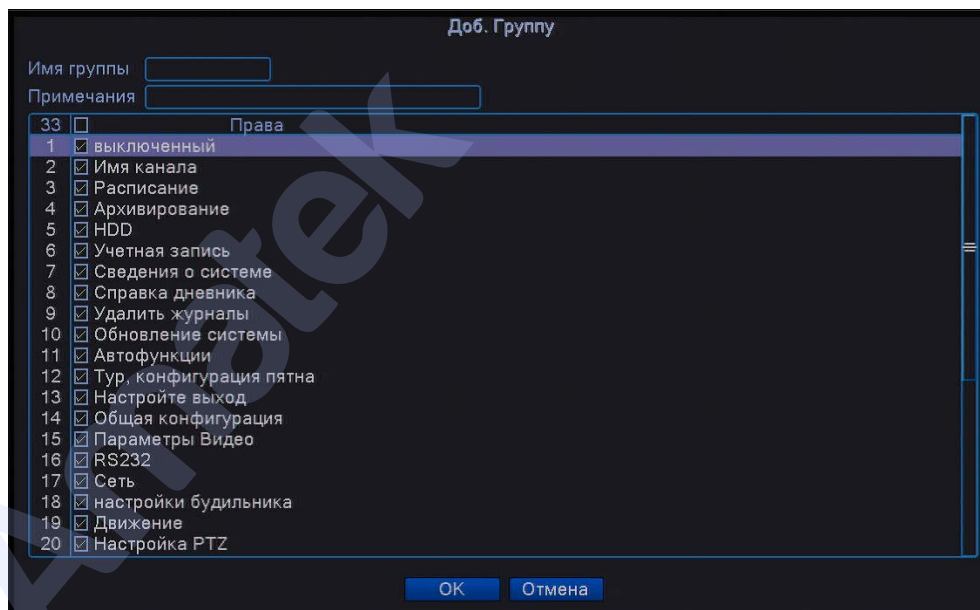 Доб. Группу
Имя группы
Примечания
33 Права
1 выключенный
2 Имя канала
3 Расписание
4 Архивирование
5 HDD
6 Учетная запись
7 Сведения о системе
8 Справка дневника
9 Удалить журналы
10 Обновление системы
11 Автофункции
12 Тур, конфигурация пятна
13 Настройте выход
14 Общая конфигурация
15 Параметры Видео
16 RS232
17 Сеть
18 настройки будильника
19 Движение
20 Настройка PTZ
OK Отмена
Amatek